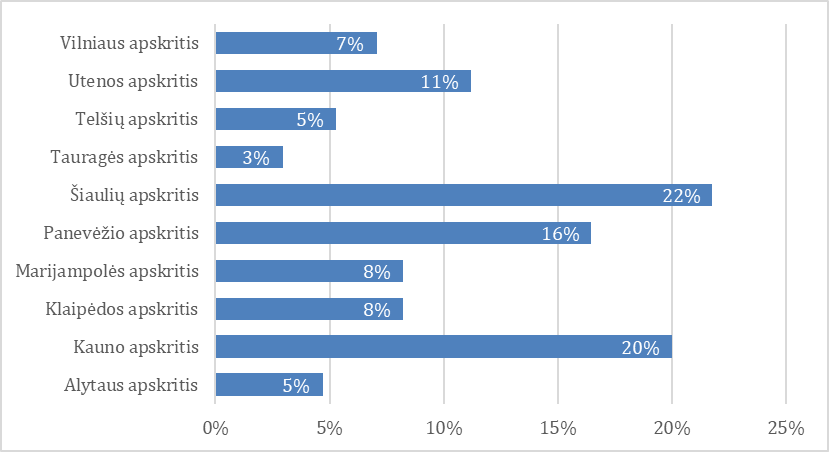 Vilniaus apskritis 7%
Utenos apskritis 11%
Telšių apskritis 5%
Tauragės apskritis 3%
Šiaulių apskritis 22%
Panevėžio apskritis 16%
Marijampolės apskritis 8%
Klaipėdos apskritis 8%
Kauno apskritis 20%
Alytaus apskritis 5%
0% 5% 10% 15% 20% 25%